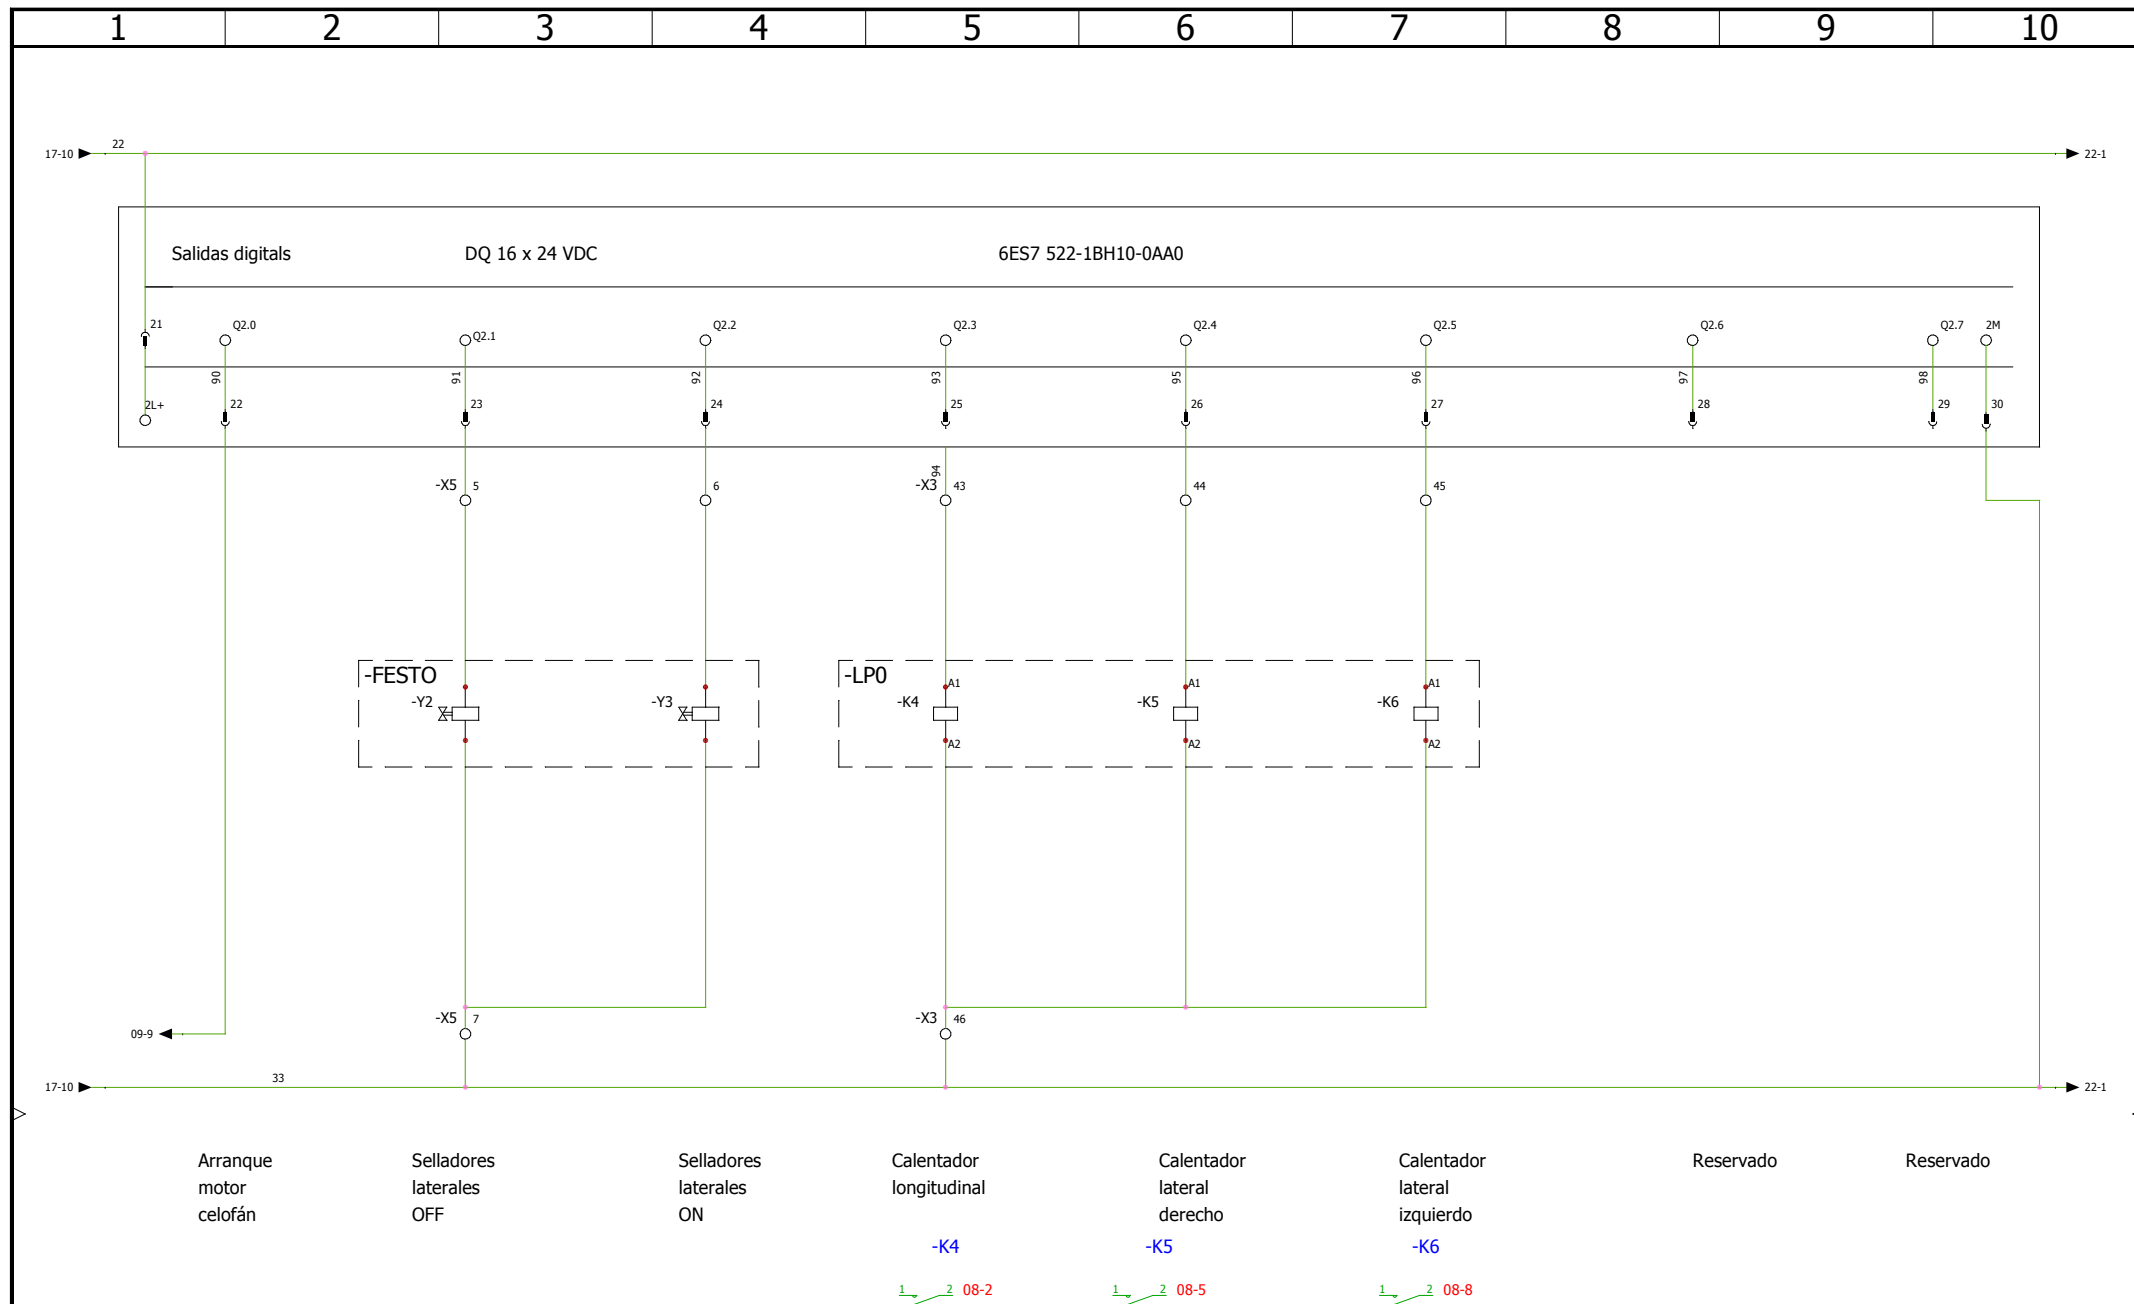 1 2 3 4 5 6 7 8 9 10
22
17-10 22-1
Salidas digitals DQ 16 x 24 VDC 6ES7 522-1BH10-0AA0
21 Q2.0 Q2.1 Q2.2 Q2.3 Q2.4 Q2.5 Q2.6 Q2.7 2M
90 91 92 93 95 96 97 98
2L+ 22 23 24 25 26 27 28 29 30
94
-X5 5 6 -X3 43 44 45
-FESTO -LP0
A1 A1 A1
-Y2 -Y3 -K4 -K5 -K6
A2 A2 A2
-X5 7 -X3 46
09-9
33
17-10 22-1
Arranque
motor
celofán
Selladores
laterales
OFF
Selladores
laterales
ON
Calentador
longitudinal
Calentador
lateral
derecho
Calentador
lateral
izquierdo
Reservado
Reservado
-K4 -K5 -K6
1 2 08-2 1 2 08-5 1 2 08-8